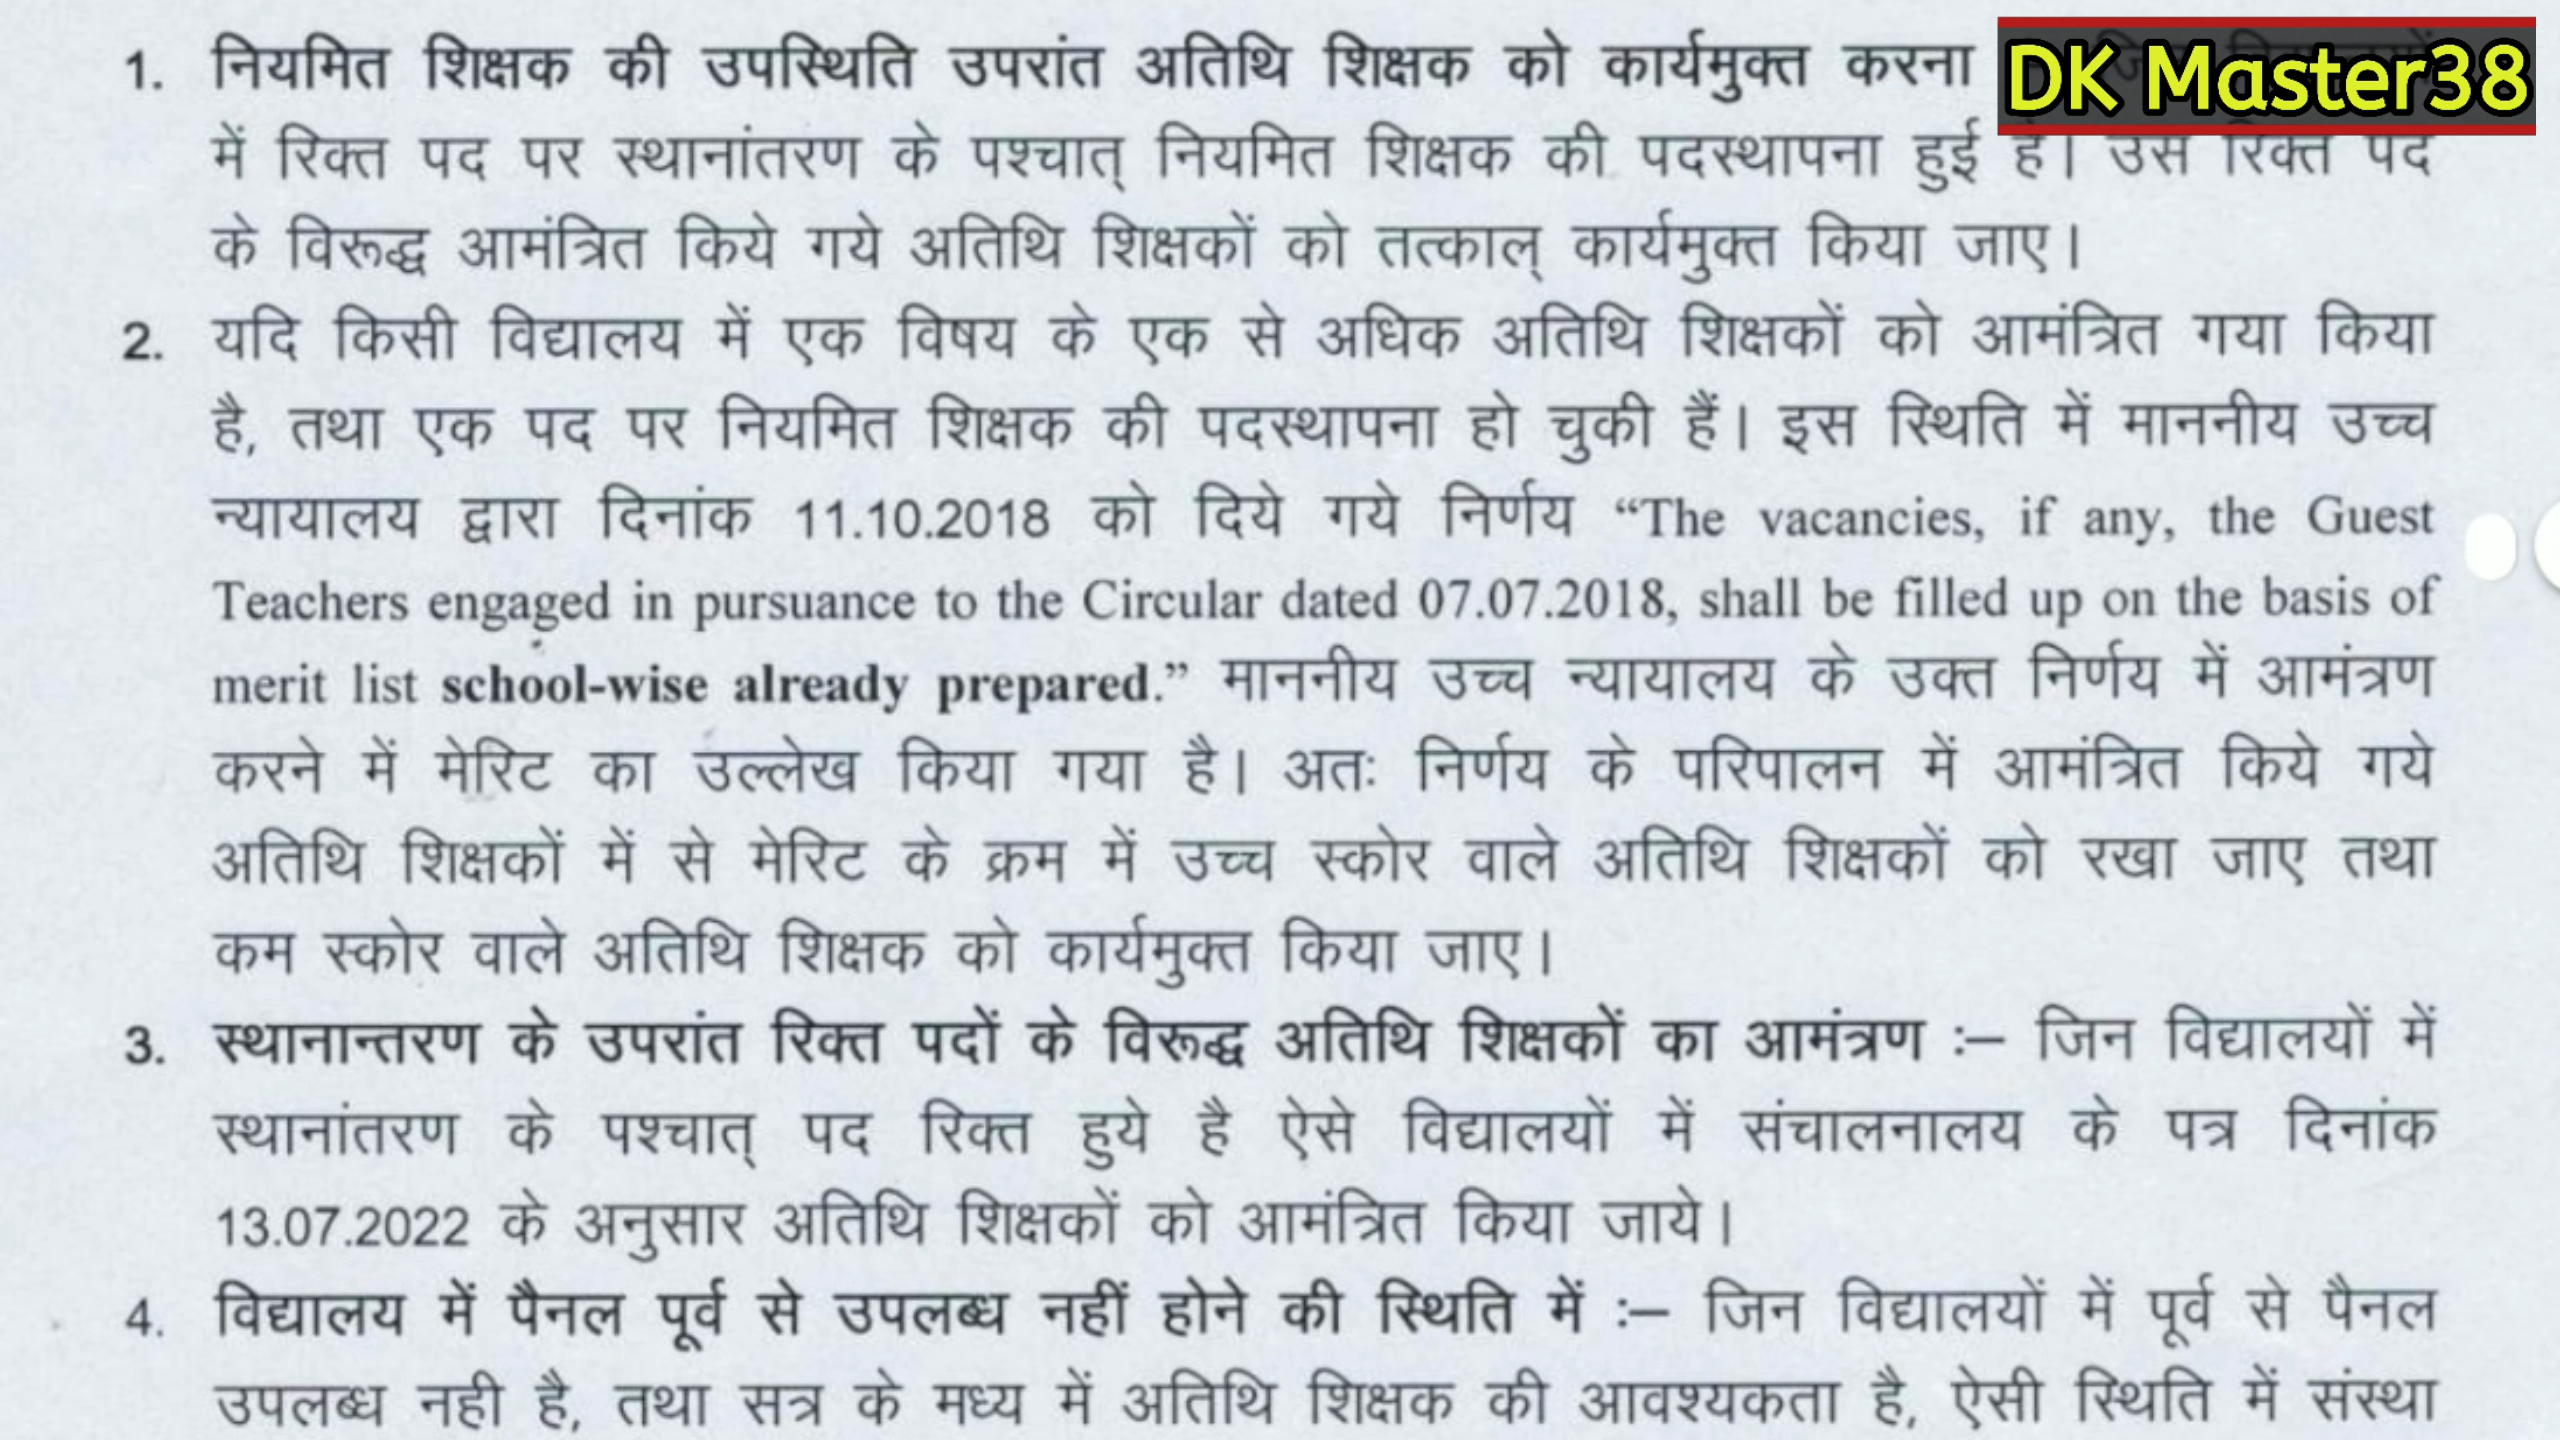 1. नियमित शिक्षक की उपस्थिति उपरांत अतिथि शिक्षक को कार्यमुक्त करना
DK Master38
में रिक्त पद पर स्थानांतरण के पश्चात् नियमित शिक्षक की पदस्थापना हुई है। उस रिक्त पद
के विरूद्ध आमंत्रित किये गये अतिथि शिक्षकों को तत्काल् कार्यमुक्त किया जाए।
2. यदि किसी विद्यालय में एक विषय के एक से अधिक अतिथि शिक्षकों को आमंत्रित गया किया
है, तथा एक पद पर नियमित शिक्षक की पदस्थापना हो चुकी हैं। इस स्थिति में माननीय उच्च
न्यायालय द्वारा दिनांक 11.10.2018 को दिये गये निर्णय “The vacancies, if any, the Guest
Teachers engaged in pursuance to the Circular dated 07.07.2018, shall be filled up on the basis of
merit list school-wise already prepared.” माननीय उच्च न्यायालय के उक्त निर्णय में आमंत्रण
करने में मेरिट का उल्लेख किया गया है। अतः निर्णय के परिपालन में आमंत्रित किये गये
अतिथि शिक्षकों में से मेरिट के क्रम में उच्च स्कोर वाले अतिथि शिक्षकों को रखा जाए तथा
कम स्कोर वाले अतिथि शिक्षक को कार्यमुक्त किया जाए।
3. स्थानान्तरण के उपरांत रिक्त पदों के विरूद्ध अतिथि शिक्षकों का आमंत्रण :– जिन विद्यालयों में
स्थानांतरण के पश्चात् पद रिक्त हुये है ऐसे विद्यालयों में संचालनालय के पत्र दिनांक
13.07.2022 के अनुसार अतिथि शिक्षकों को आमंत्रित किया जाये।
4. विद्यालय में पैनल पूर्व से उपलब्ध नहीं होने की स्थिति में :– जिन विद्यालयों में पूर्व से पैनल
उपलब्ध नही है, तथा सत्र के मध्य में अतिथि शिक्षक की आवश्यकता है, ऐसी स्थिति में संस्था